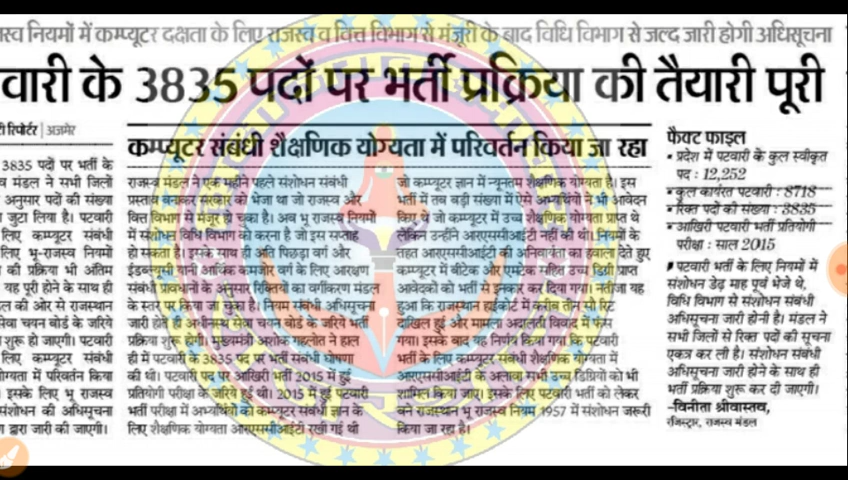 जस्व नियमों में कम्प्यूटर दक्षता के लिए राजस्व व वित्त विभाग से मंजूरी के बाद विधि विभाग से जल्द जारी होगी अधिसूचना
वारी के 3835 पदों पर भर्ती प्रक्रिया की तैयारी पूरी
टी रिपोर्टर | अजमेर
3835 पदों पर भर्ती के
व मंडल ने सभी जिलों
अनुसार पदों की संख्या
जुटा लिया है। पटवारी
लिए कम्प्यूटर संबंधी
लिए भू-राजस्व नियमों
की प्रक्रिया भी अंतिम
यह पूरी होने के साथ ही
ल की ओर से राजस्थान
सेवा चयन बोर्ड के जरिये
शुरू हो जाएगी। पटवारी
लिए कम्प्यूटर संबंधी
ोग्यता में परिवर्तन किया
इसके लिए भू राजस्व
संशोधन की अधिसूचना
द्वारा जारी की जाएगी।
कम्प्यूटर संबंधी शैक्षणिक योग्यता में परिवर्तन किया जा रहा
राजस्व मंडल ने एक महीने पहले संशोधन संबंधी
प्रस्ताव बनाकर सरकार को भेजा था जो राजस्व और
वित्त विभाग से मंजूर हो चुका है। अब भू राजस्व नियमों
में संशोधन विधि विभाग को करना है जो इस सप्ताह
हो सकता है। इसके साथ ही अति पिछड़ा वर्ग और
ईडब्ल्यूसी यानी आर्थिक कमजोर वर्ग के लिए आरक्षण
संबंधी प्रावधानों के अनुसार रिक्तियों का वर्गीकरण मंडल
के स्तर पर किया जा चुका है। नियम संबंधी अधिसूचना
जारी होते ही अधीनस्थ सेवा चयन बोर्ड के जरिये भर्ती
प्रक्रिया शुरू होगी। मुख्यमंत्री अशोक गहलोत ने हाल
ही में पटवारी के 3835 पद पर भर्ती संबंधी घोषणा
की थी। पटवारी पद पर आखिरी भर्ती 2015 में हुई
प्रतियोगी परीक्षा के जरिये हुई थी। 2015 में हुई पटवारी
भर्ती परीक्षा में अभ्यर्थियों को कम्प्यूटर संबंधी ज्ञान के
लिए शैक्षणिक योग्यता आरएससीआईटी रखी गई थी
जो कम्प्यूटर ज्ञान में न्यूनतम शैक्षणिक योग्यता है। इस
भर्ती में तब बड़ी संख्या में ऐसे अभ्यर्थियों ने भी आवेदन
किए थे जो कम्प्यूटर में उच्च शैक्षणिक योग्यता प्राप्त थे
लेकिन उन्होंने आरएससीआईटी नहीं की थी। नियमों के
तहत आरएससीआईटी की अनिवार्यता का हवाला देते हुए
कम्प्यूटर में बीटेक और एमटेक सहित उच्च डिग्री प्राप्त
आवेदकों को भर्ती से इनकार कर दिया गया। नतीजा यह
हुआ कि राजस्थान हाईकोर्ट में करीब तीन सौ रिट
दाखिल हुई और मामला अदालती विवाद में फंस
गया। इसके बाद यह निर्णय किया गया कि पटवारी
भर्ती के लिए कम्प्यूटर संबंधी शैक्षणिक योग्यता में
आरएससीआईटी के अलावा सभी उच्च डिग्रियों को भी
शामिल किया जाए। इसके लिए पटवारी भर्ती को लेकर
बने राजस्थान भू राजस्व नियम 1957 में संशोधन जरूरी
किया जा रहा है।
फैक्ट फाइल
▪ प्रदेश में पटवारी के कुल स्वीकृत
पद : 12,252
▪ कुल कार्यरत पटवारी : 8718
▪ रिक्त पदों की संख्या : 3835
▪ आखिरी पटवारी भर्ती प्रतियोगी
परीक्षा : साल 2015
पटवारी भर्ती के लिए नियमों में
संशोधन डेढ़ माह पूर्व भेजे थे,
विधि विभाग से संशोधन संबंधी
अधिसूचना जारी होनी है। मंडल ने
सभी जिलों से रिक्त पदों की सूचना
एकत्र कर ली है। संशोधन संबंधी
अधिसूचना जारी होने के साथ ही
भर्ती प्रक्रिया शुरू कर दी जाएगी।
-विनीता श्रीवास्तव,
रजिस्ट्रार, राजस्व मंडल